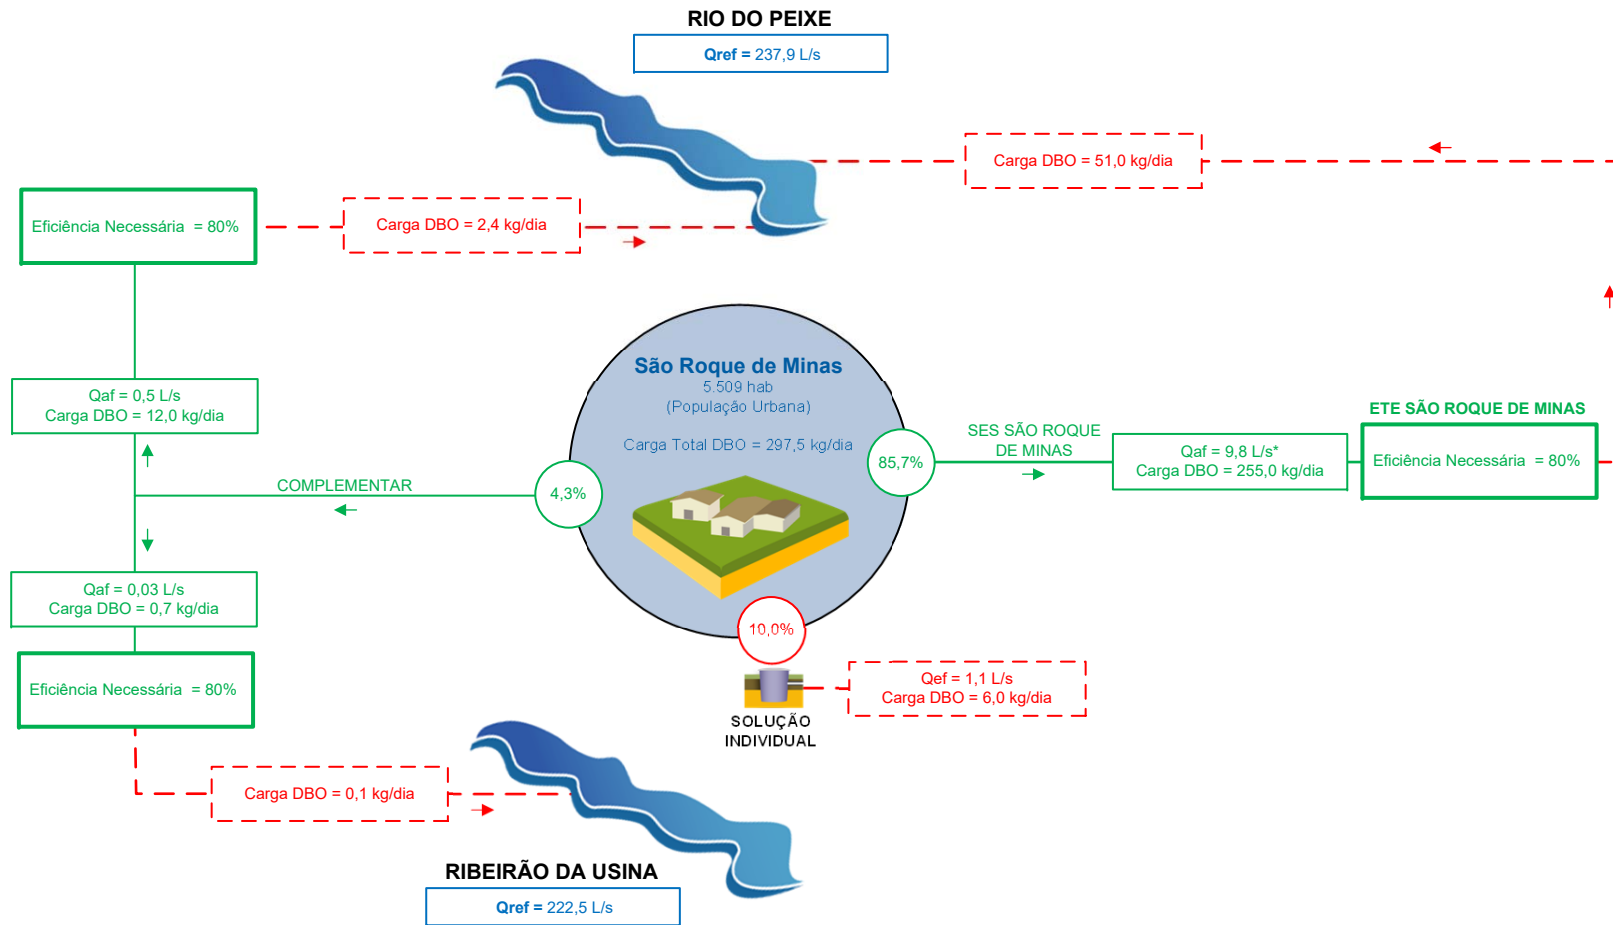 RIO DO PEIXE
Qref = 237,9 L/s
Carga DBO = 51,0 kg/dia
Eficiência Necessária = 80%
Carga DBO = 2,4 kg/dia
São Roque de Minas
5.509 hab
(População Urbana)
Carga Total DBO = 297,5 kg/dia
Qaf = 0,5 L/s
Carga DBO = 12,0 kg/dia
ETE SÃO ROQUE DE MINAS
SES SÃO ROQUE
DE MINAS
85,7%
Qaf = 9,8 L/s*
Carga DBO = 255,0 kg/dia
Eficiência Necessária = 80%
COMPLEMENTAR
4,3%
Qaf = 0,03 L/s
Carga DBO = 0,7 kg/dia
10,0%
Eficiência Necessária = 80%
Qef = 1,1 L/s
Carga DBO = 6,0 kg/dia
SOLUÇÃO
INDIVIDUAL
Carga DBO = 0,1 kg/dia
RIBEIRÃO DA USINA
Qref = 222,5 L/s